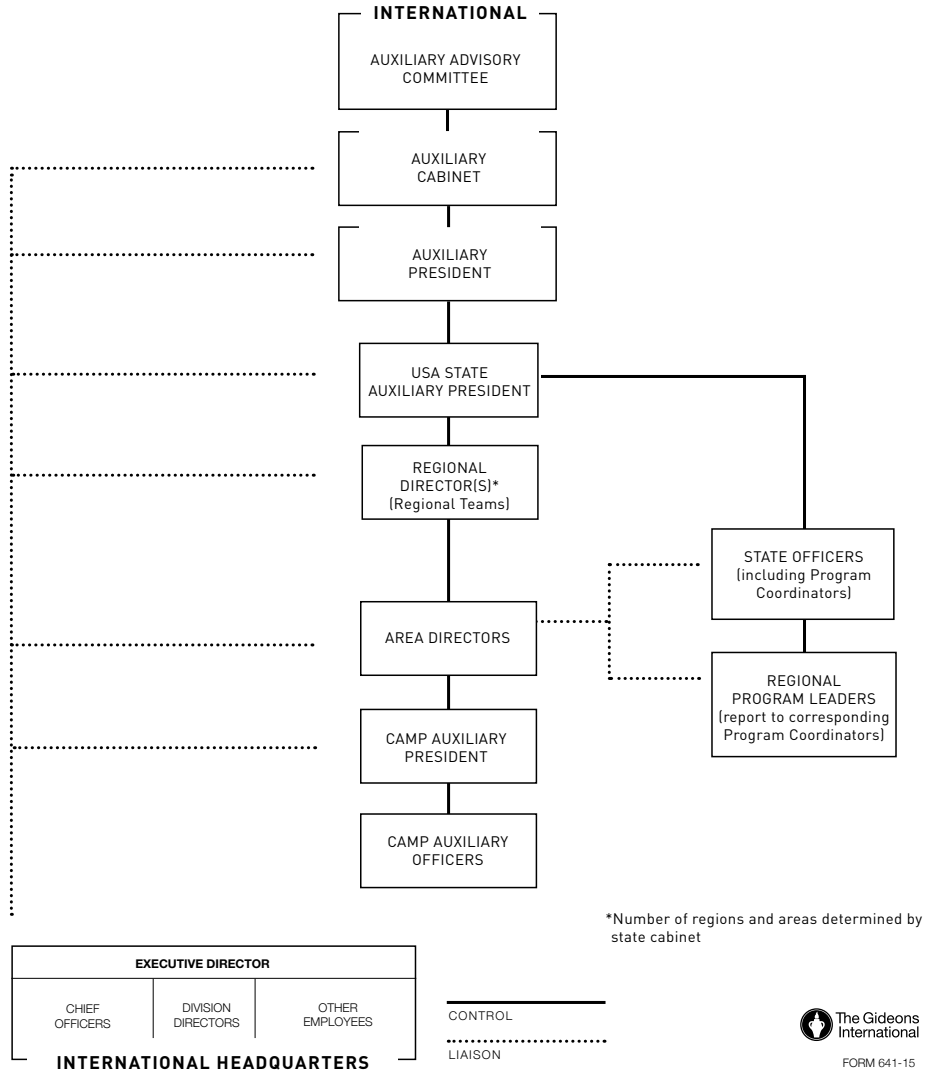 INTERNATIONAL
AUXILIARY ADVISORY
COMMITTEE
AUXILIARY
CABINET
AUXILIARY
PRESIDENT
USA STATE
AUXILIARY PRESIDENT
REGIONAL
DIRECTOR(S)*
(Regional Teams)
STATE OFFICERS
(including Program
Coordinators)
AREA DIRECTORS
REGIONAL
PROGRAM LEADERS
(report to corresponding
Program Coordinators)
CAMP AUXILIARY
PRESIDENT
CAMP AUXILIARY
OFFICERS
*Number of regions and areas determined by
state cabinet
EXECUTIVE DIRECTOR
CHIEF
OFFICERS
DIVISION
DIRECTORS
OTHER
EMPLOYEES
INTERNATIONAL HEADQUARTERS
CONTROL
LIAISON
The Gideons
International
FORM 641-15